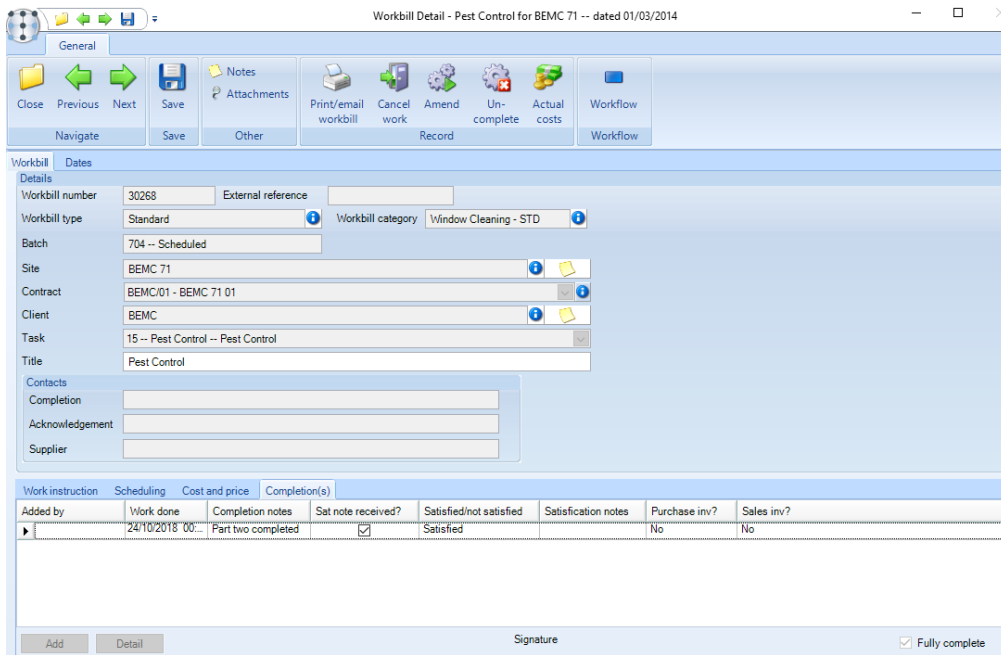 Workbill Detail - Pest Control for BEMC 71 -- dated 01/03/2014
General
Notes
Attachments
Close Previous Next Save Print/email workbill Cancel work Amend Un-complete Actual costs Workflow
Navigate Save Other Record Workflow
Workbill Dates
Details
Workbill number 30268 External reference
Workbill type Standard Workbill category Window Cleaning - STD
Batch 704 -- Scheduled
Site BEMC 71
Contract BEMC/01 - BEMC 71 01
Client BEMC
Task 15 -- Pest Control -- Pest Control
Title Pest Control
Contacts
Completion
Acknowledgement
Supplier
Work instruction Scheduling Cost and price Completion(s)
Added by Work done Completion notes Sat note received? Satisfied/not satisfied Satisfication notes Purchase inv? Sales inv?
24/10/2018 00:... Part two completed Satisfied No No
Add Detail Signature Fully complete